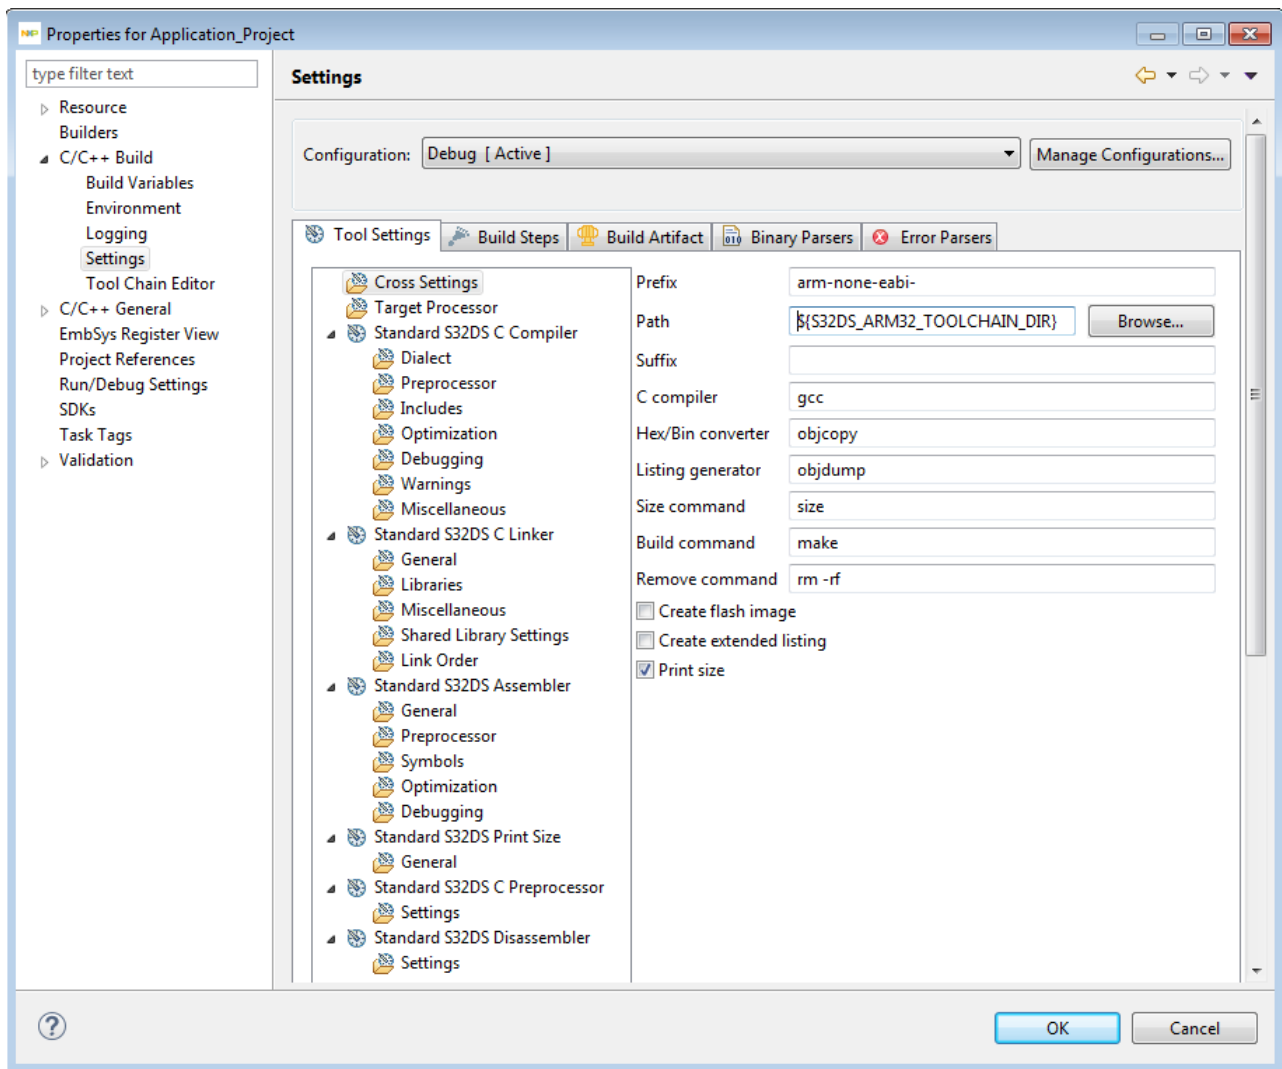 NXP Properties for Application_Project
type filter text
Resource
Builders
C/C++ Build
Build Variables
Environment
Logging
Settings
Tool Chain Editor
C/C++ General
EmbSys Register View
Project References
Run/Debug Settings
SDKs
Task Tags
Validation
Settings
Configuration: Debug [ Active ] Manage Configurations...
Tool Settings Build Steps Build Artifact Binary Parsers Error Parsers
Cross Settings
Target Processor
Standard S32DS C Compiler
Dialect
Preprocessor
Includes
Optimization
Debugging
Warnings
Miscellaneous
Standard S32DS C Linker
General
Libraries
Miscellaneous
Shared Library Settings
Link Order
Standard S32DS Assembler
General
Preprocessor
Symbols
Optimization
Debugging
Standard S32DS Print Size
General
Standard S32DS C Preprocessor
Settings
Standard S32DS Disassembler
Settings
Prefix arm-none-eabi-
Path ${S32DS_ARM32_TOOLCHAIN_DIR} Browse...
Suffix
C compiler gcc
Hex/Bin converter objcopy
Listing generator objdump
Size command size
Build command make
Remove command rm -rf
Create flash image
Create extended listing
Print size
OK Cancel